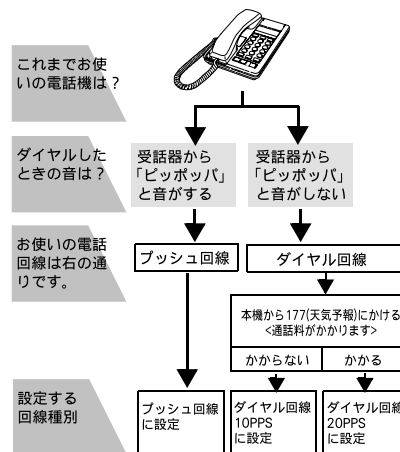 これまでお使
いの電話機は？
ダイヤルした
ときの音は？
受話器から
「ピッポッパ」
と音がする
受話器から
「ピッポッパ」
と音がしない
お使いの電話
回線は右の通
りです。
プッシュ回線
ダイヤル回線
本機から177(天気予報)にかける
<通話料がかかります>
かからない
かかる
設定する
回線種別
プッシュ回線
に設定
ダイヤル回線
10PPS
に設定
ダイヤル回線
20PPS
に設定